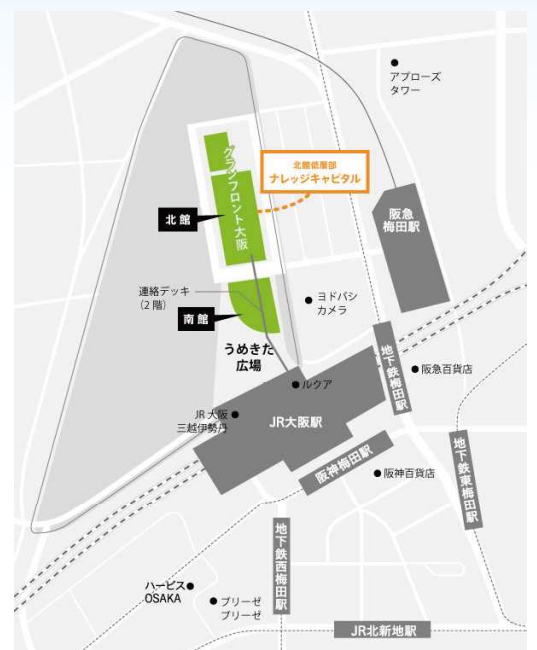 アプローズ
タワー
北館低層部
ナレッジキャピタル
グランフロント大阪
北館
阪急
梅田駅
連絡デッキ
(2階)
南館
ヨドバシ
カメラ
うめきた
広場
地下鉄梅田駅
阪急百貨店
ルクア
JR大阪
三越伊勢丹
JR大阪駅
阪神梅田駅
阪神百貨店
地下鉄東梅田駅
地下鉄西梅田駅
ハービス
OSAKA
ブリーゼ
ブリーゼ
JR北新地駅